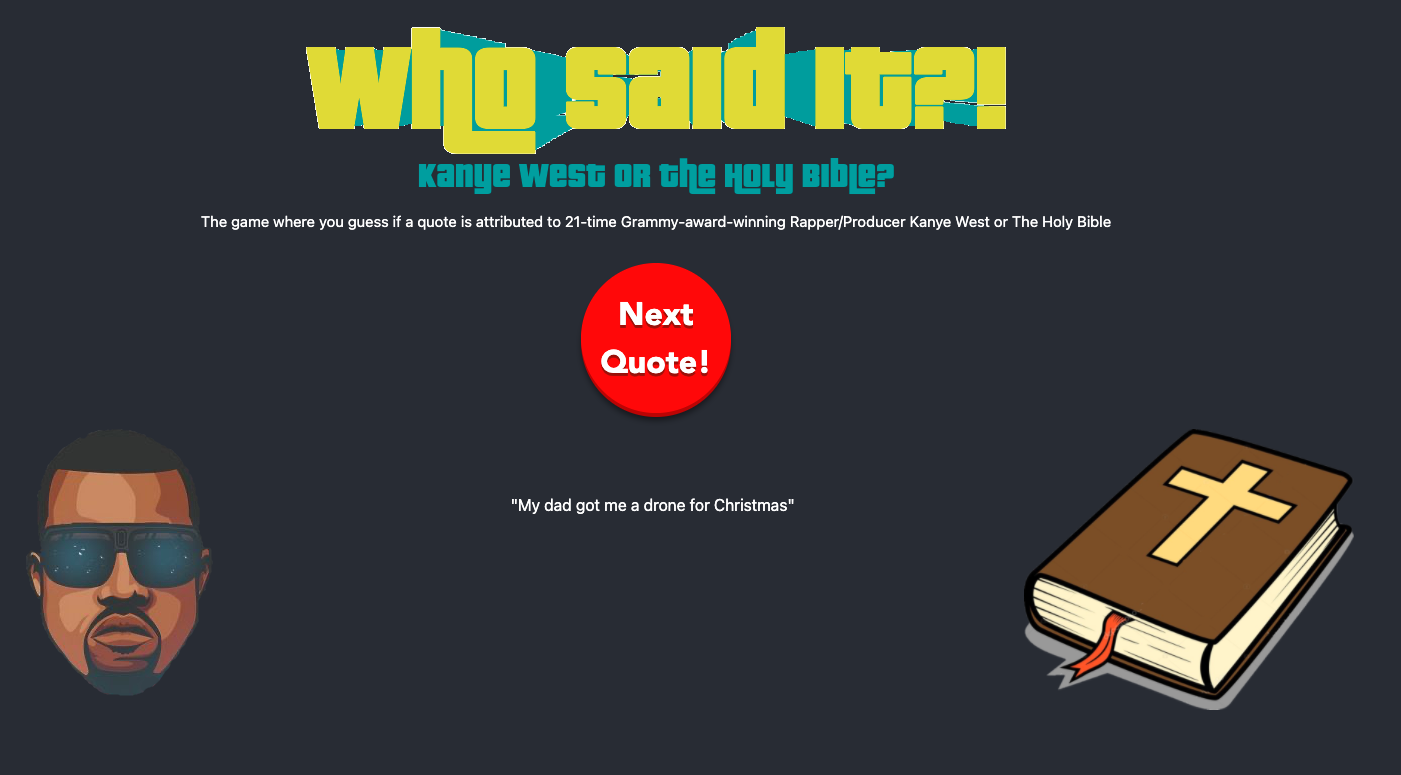 Who Said It?!
Kanye West or the Holy Bible?
The game where you guess if a quote is attributed to 21-time Grammy-award-winning Rapper/Producer Kanye West or The Holy Bible
Next
Quote!
"My dad got me a drone for Christmas"